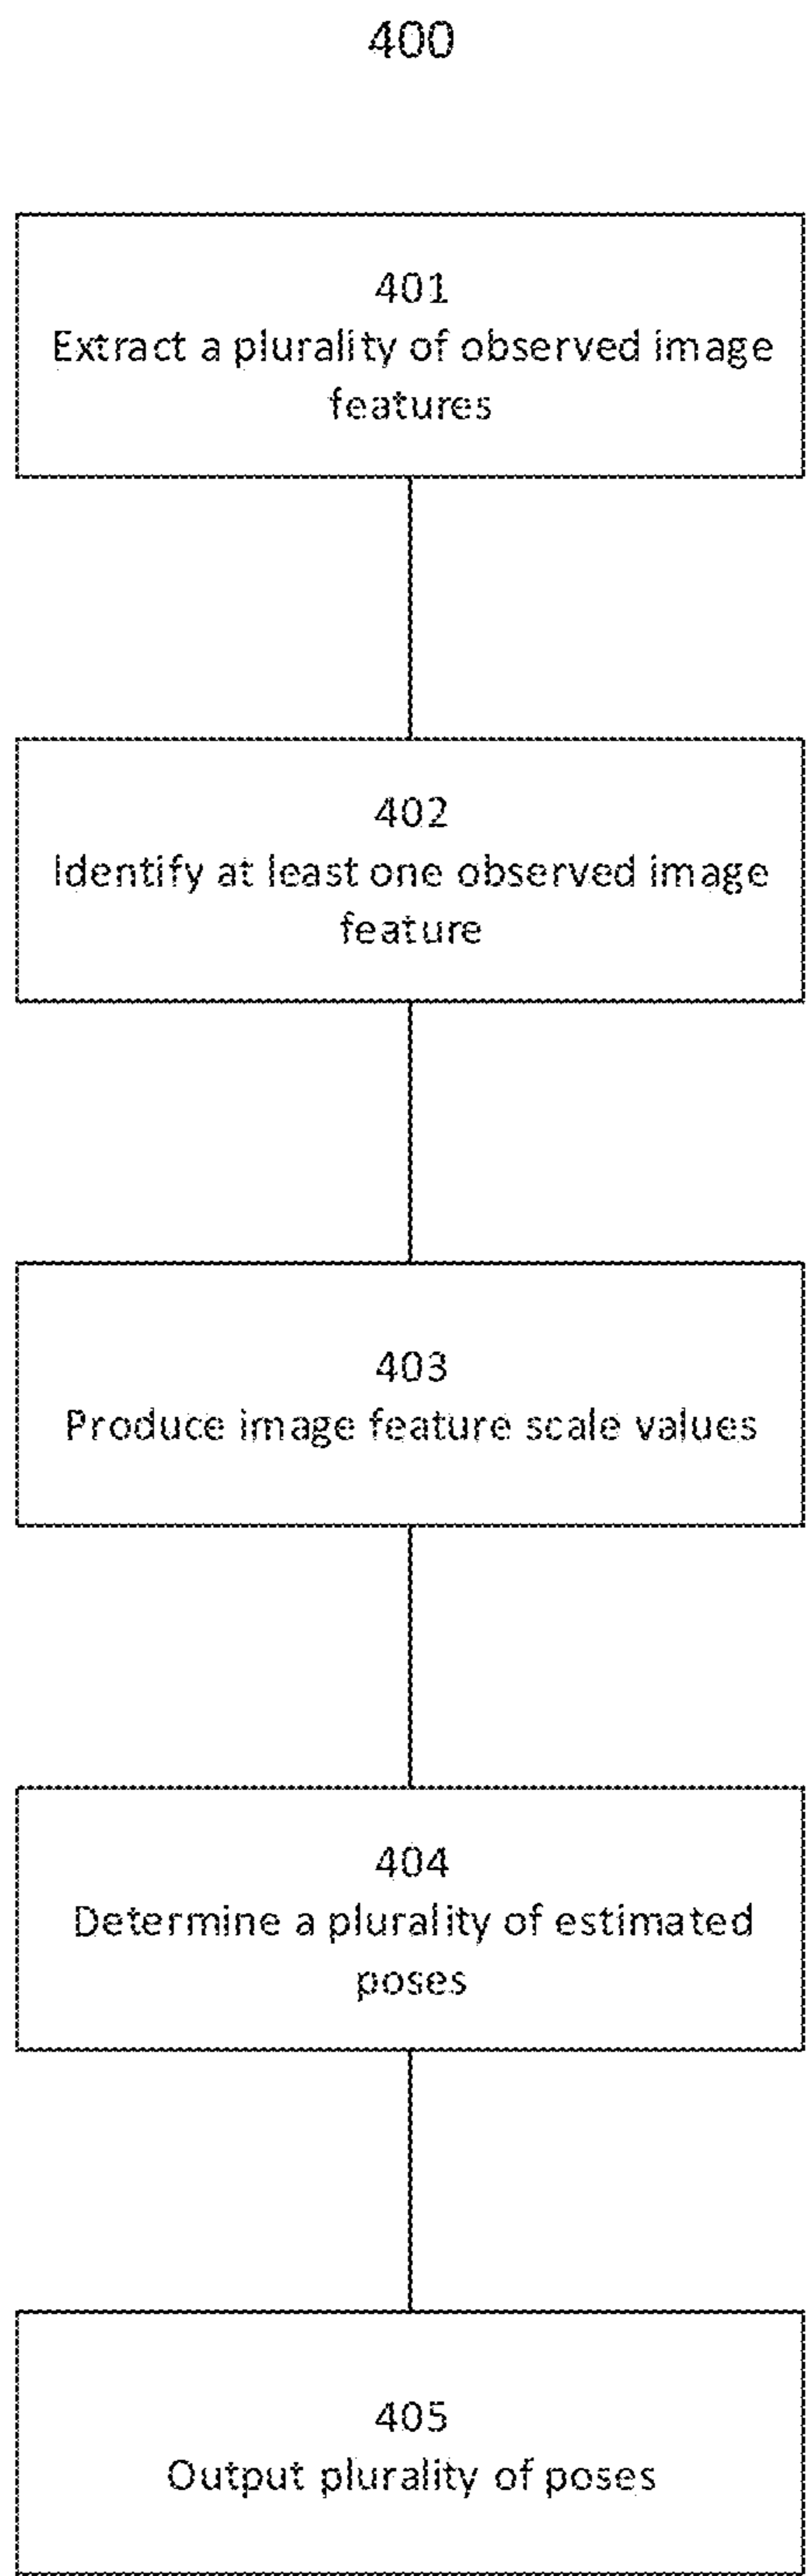 400
401
Extract a plurality of observed image
features
402
Identify at least one observed image
feature
403
Produce image feature scale values
404
Determine a plurality of estimated
poses
405
Output plurality of poses